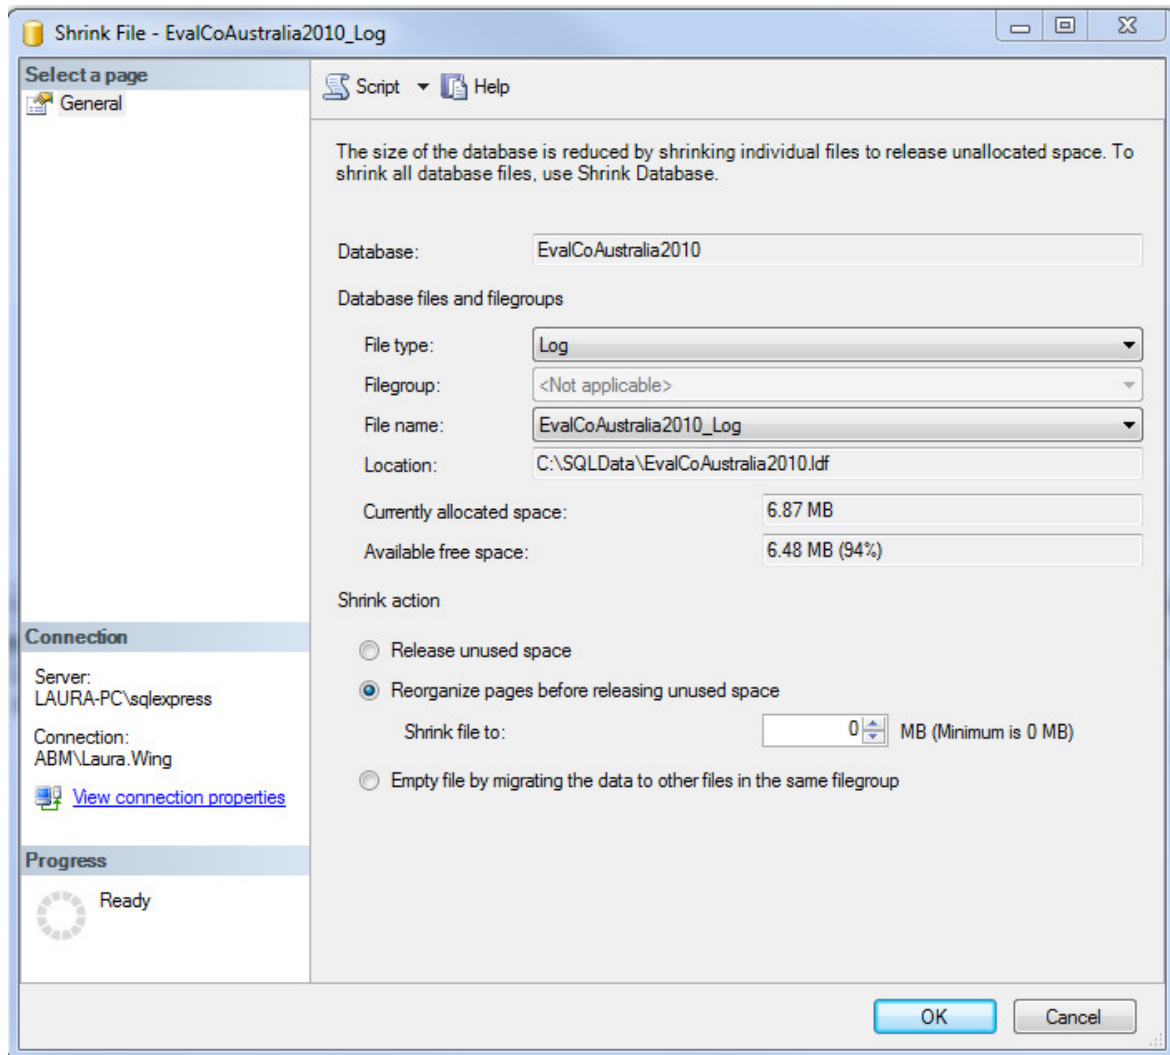 Shrink File - EvalCoAustralia2010_Log
Select a page
General
Script
Help
The size of the database is reduced by shrinking individual files to release unallocated space. To
shrink all database files, use Shrink Database.
Database:
EvalCoAustralia2010
Database files and filegroups
File type:
Log
Filegroup:
<Not applicable>
File name:
EvalCoAustralia2010_Log
Location:
C:\SQLData\EvalCoAustralia2010.ldf
Currently allocated space:
6.87 MB
Available free space:
6.48 MB (94%)
Shrink action
Release unused space
Reorganize pages before releasing unused space
Shrink file to:
0
MB (Minimum is 0 MB)
Empty file by migrating the data to other files in the same filegroup
Connection
Server:
LAURA-PC\sqlexpress
Connection:
ABM\Laura.Wing
View connection properties
Progress
Ready
OK
Cancel